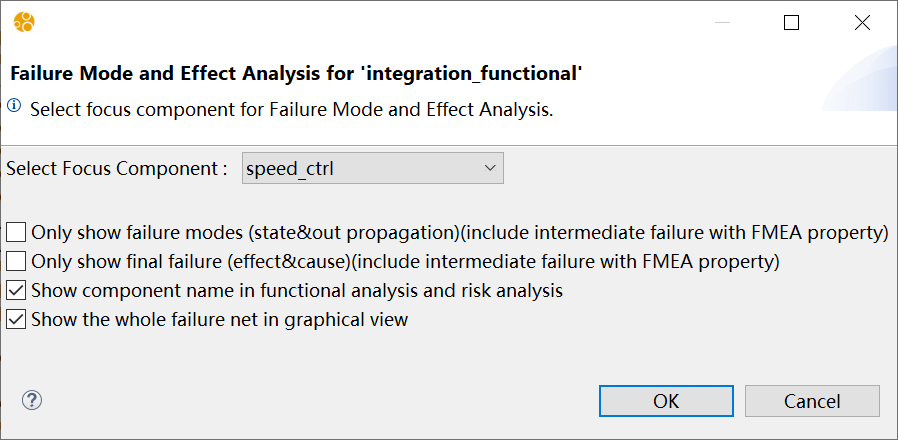 Failure Mode and Effect Analysis for 'integration_functional'
Select focus component for Failure Mode and Effect Analysis.
Select Focus Component : speed_ctrl
Only show failure modes (state&out propagation)(include intermediate failure with FMEA property)
Only show final failure (effect&cause)(include intermediate failure with FMEA property)
Show component name in functional analysis and risk analysis
Show the whole failure net in graphical view
OK Cancel